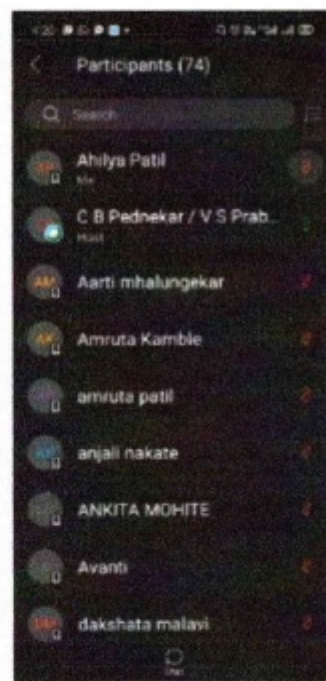 Participants (74)
Search
Ahilya Patil
Me
C B Pednekar / V S Prab...
Host
Aarti mhalungekar
Amruta Kamble
amruta patil
anjali nakate
ANKITA MOHITE
Avanti
dakshata malavi
Chat